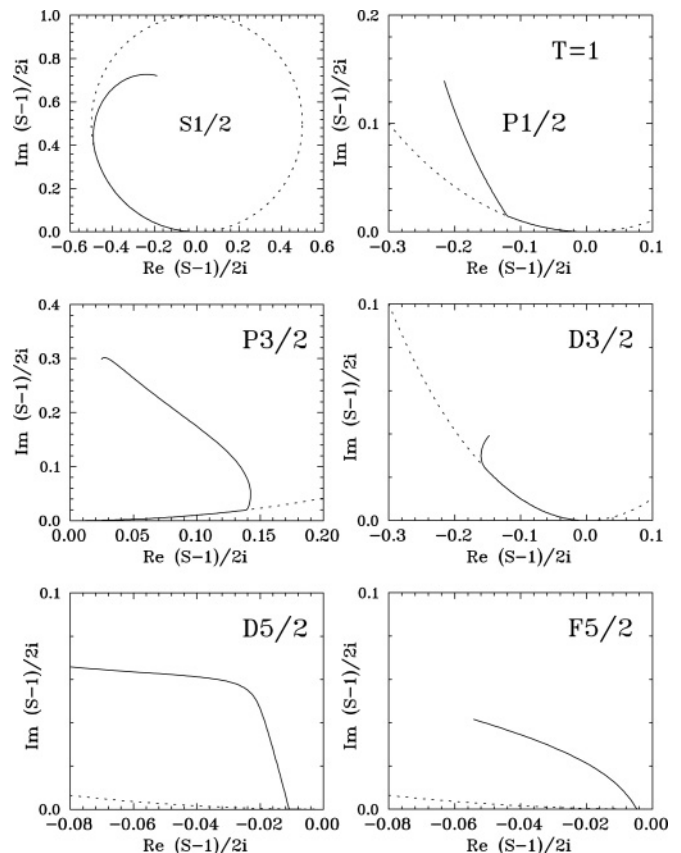 1.0
0.8
0.6
0.4
0.2
0.0
Im (S-1)/2i
S1/2
-0.6 -0.4 -0.2 0.0 0.2 0.4 0.6
Re (S-1)/2i
0.2
0.1
0.0
Im (S-1)/2i
T=1
P1/2
-0.3 -0.2 -0.1 0.0 0.1
Re (S-1)/2i
0.4
0.3
0.2
0.1
0.0
Im (S-1)/2i
P3/2
0.00 0.05 0.10 0.15 0.20
Re (S-1)/2i
0.1
0.0
Im (S-1)/2i
D3/2
-0.3 -0.2 -0.1 0.0 0.1
Re (S-1)/2i
0.1
0.0
Im (S-1)/2i
D5/2
-0.08 -0.06 -0.04 -0.02 0.00
Re (S-1)/2i
0.1
0.0
Im (S-1)/2i
F5/2
-0.08 -0.06 -0.04 -0.02 0.00
Re (S-1)/2i